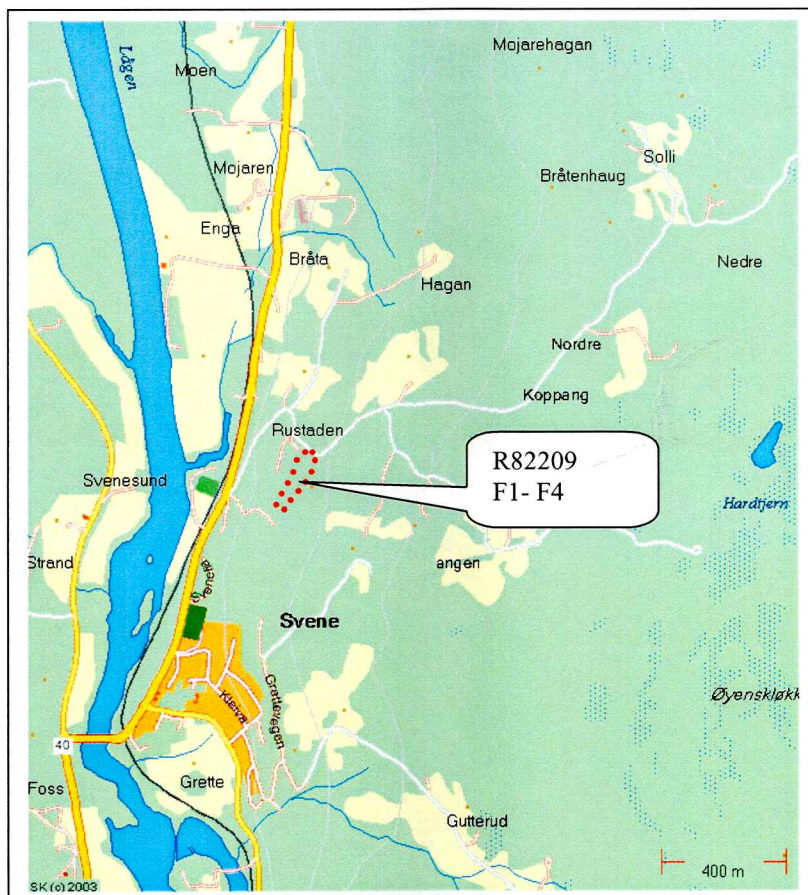 Lågen
Moen
Mojarehagan
Mojaren
Solli
Bråtenhaug
Enga
Bråta
Hagan
Nedre
Nordre
Koppang
Rustaden
R82209
F1- F4
Svenesund
Hardtjern
Strand
angen
Svene
Øyenskløkk
Kleiva
Grettevegen
40
Foss
Grette
Gutterud
400 m
SK (c) 2003